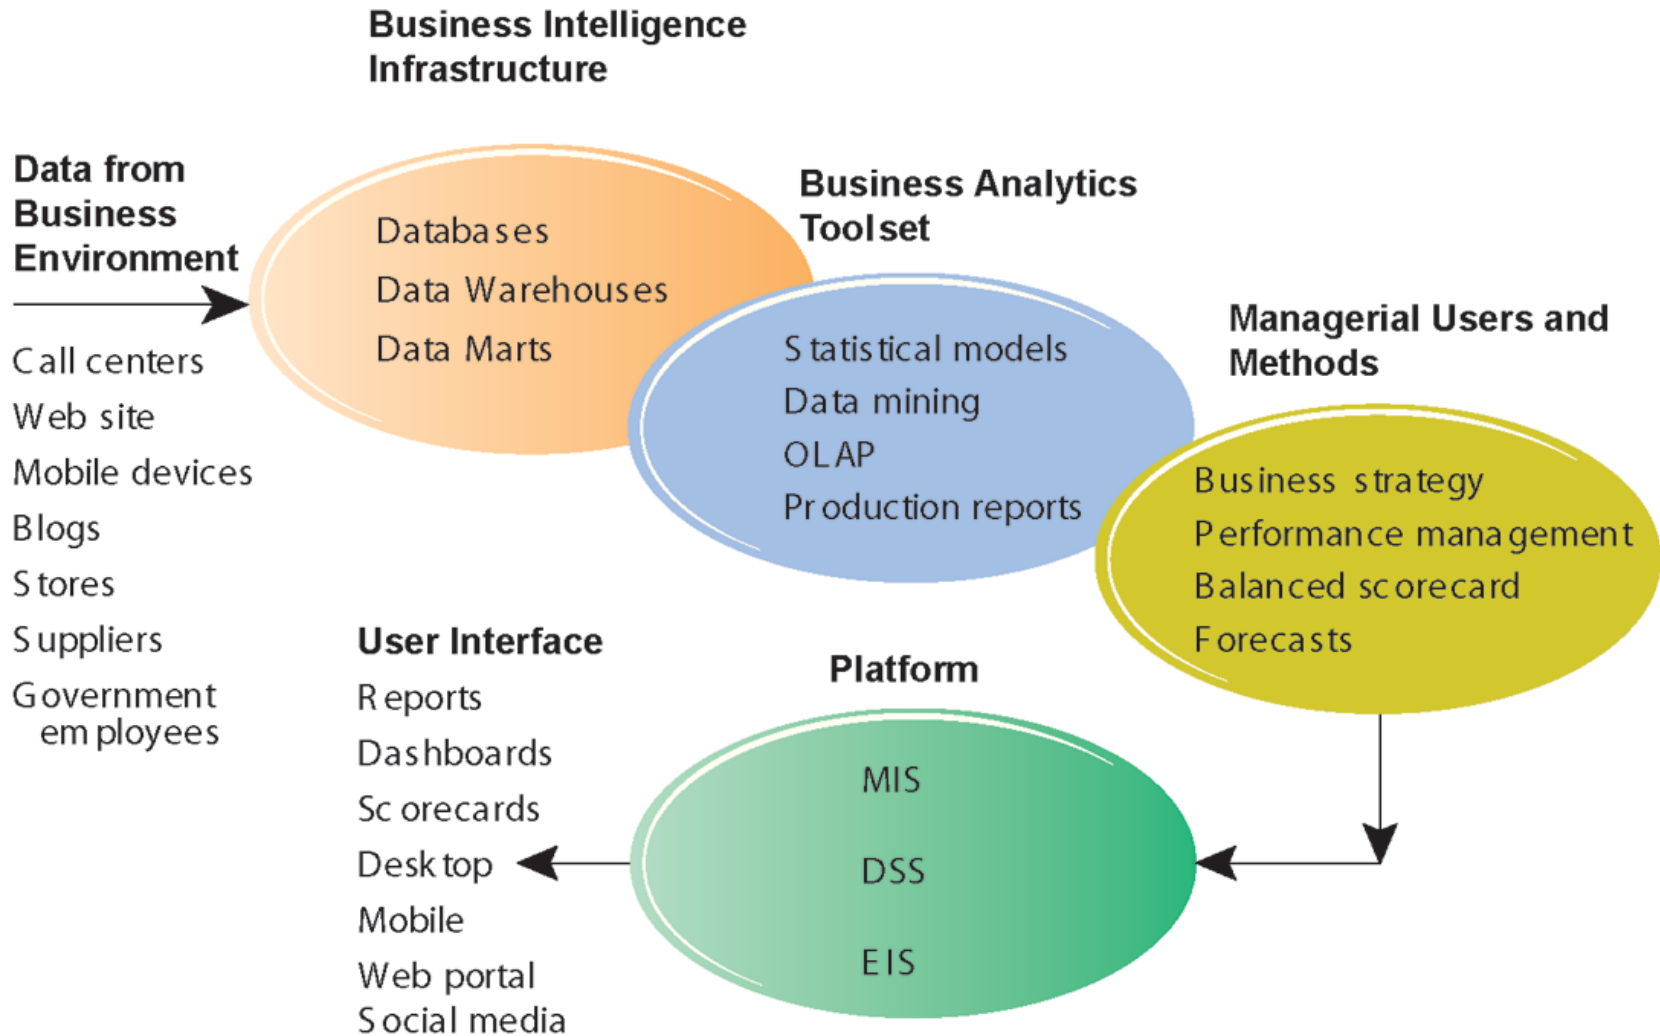 Business Intelligence
Infrastructure
Data from
Business
Environment
Call centers
Web site
Mobile devices
Blogs
Stores
Suppliers
Government
employees
Databases
Data Warehouses
Data Marts
Business Analytics
Toolset
Statistical models
Data mining
OLAP
Production reports
Managerial Users and
Methods
Business strategy
Performance management
Balanced scorecard
Forecasts
Platform
MIS
DSS
EIS
User Interface
Reports
Dashboards
Scorecards
Desktop
Mobile
Web portal
Social media